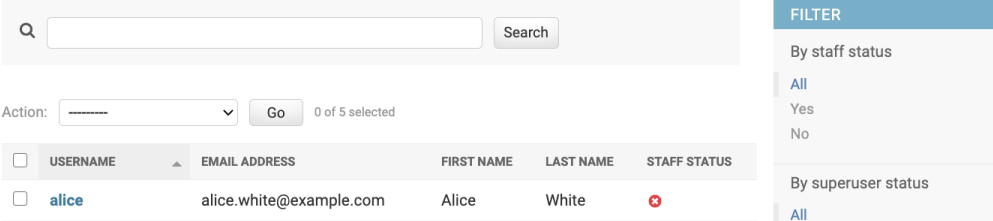 Search
FILTER
By staff status
All
Yes
No
By superuser status
All
Action: --------- Go 0 of 5 selected
USERNAME EMAIL ADDRESS FIRST NAME LAST NAME STAFF STATUS
alice alice.white@example.com Alice White